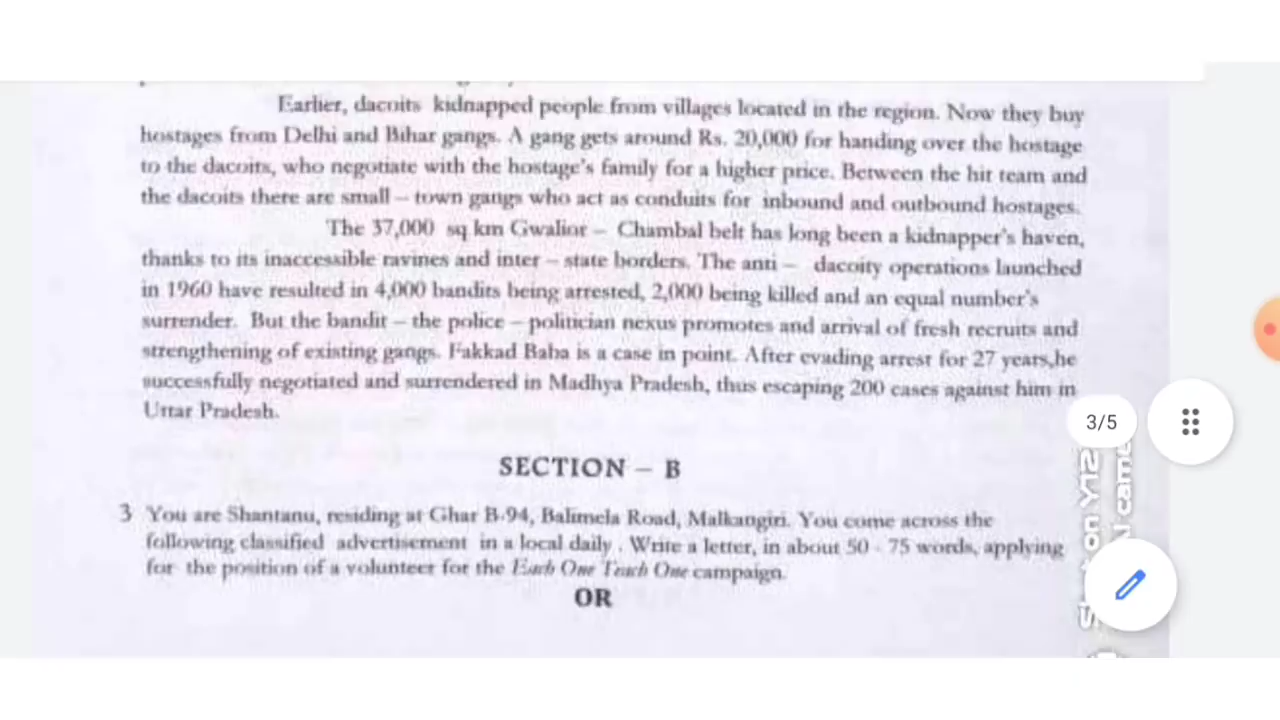 Earlier, dacoits kidnapped people from villages located in the region. Now they buy
hostages from Delhi and Bihar gangs. A gang gets around Rs. 20,000 for handing over the hostage
to the dacoits, who negotiate with the hostage's family for a higher price. Between the hit team and
the dacoits there are small – town gangs who act as conduits for inbound and outbound hostages.
The 37,000 sq km Gwalior – Chambal belt has long been a kidnapper's haven,
thanks to its inaccessible ravines and inter – state borders. The anti – dacoity operations launched
in 1960 have resulted in 4,000 bandits being arrested, 2,000 being killed and an equal number's
surrender. But the bandit – the police – politician nexus promotes and arrival of fresh recruits and
strengthening of existing gangs. Fakkad Baba is a case in point. After evading arrest for 27 years,he
successfully negotiated and surrendered in Madhya Pradesh, thus escaping 200 cases against him in
Uttar Pradesh.
3/5
SECTION – B
3 You are Shantanu, residing at Ghar B-94, Balimela Road, Malkangiri. You come across the
following classified advertisement in a local daily . Write a letter, in about 50 - 75 words, applying
for the position of a volunteer for the Each One Teach One campaign.
OR
on Y12